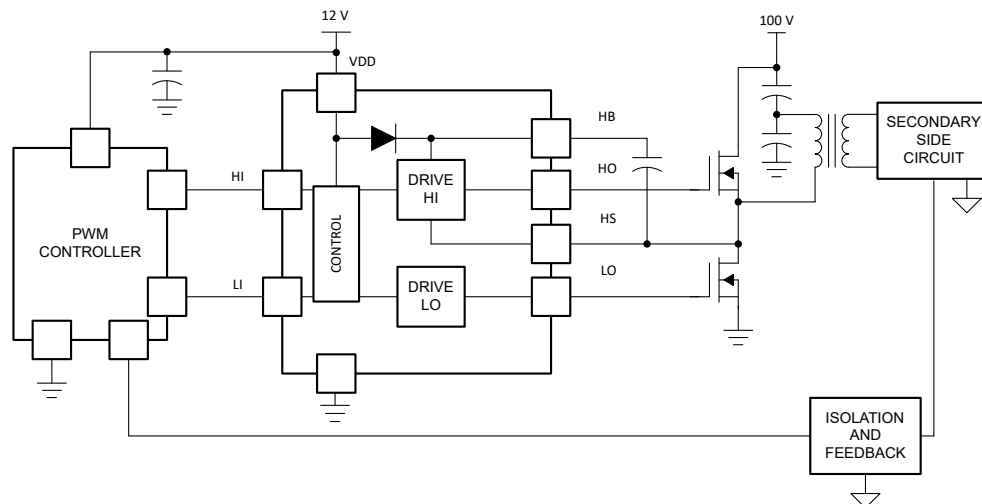 12 V
100 V
VDD
HB
SECONDARY
SIDE
CIRCUIT
HI
DRIVE
HI
HO
PWM
CONTROLLER
CONTROL
HS
LI
DRIVE
LO
LO
ISOLATION
AND
FEEDBACK